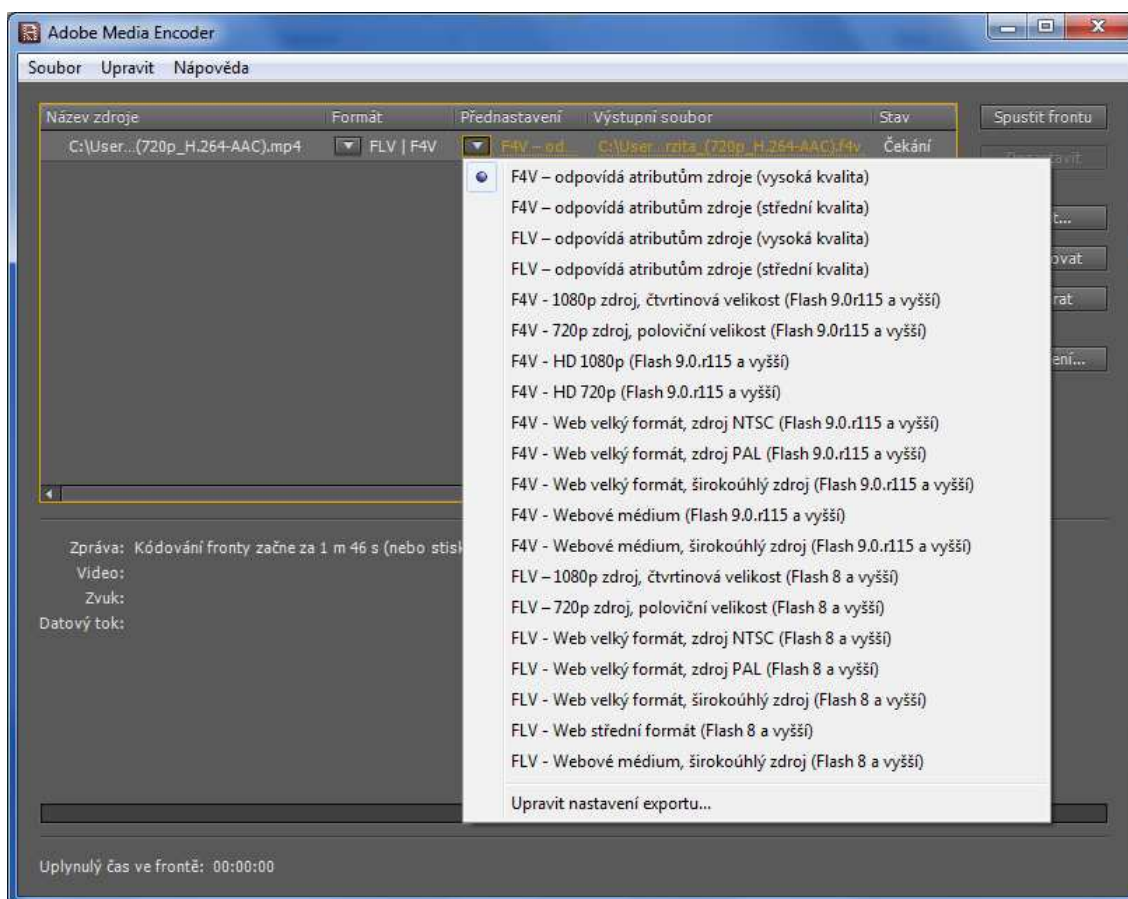 Adobe Media Encoder
Soubor Upravit Nápověda
Název zdroje Formát Přednastavení Výstupní soubor Stav Spustit frontu
C:\User...(720p_H.264-AAC).mp4 FLV | F4V F4V – od... C:\User...rzita_(720p_H.264-AAC).f4v Čekání
F4V – odpovídá atributům zdroje (vysoká kvalita)
F4V – odpovídá atributům zdroje (střední kvalita)
FLV – odpovídá atributům zdroje (vysoká kvalita)
FLV – odpovídá atributům zdroje (střední kvalita)
F4V - 1080p zdroj, čtvrtinová velikost (Flash 9.0r115 a vyšší)
F4V - 720p zdroj, poloviční velikost (Flash 9.0r115 a vyšší)
F4V - HD 1080p (Flash 9.0.r115 a vyšší)
F4V - HD 720p (Flash 9.0.r115 a vyšší)
F4V - Web velký formát, zdroj NTSC (Flash 9.0.r115 a vyšší)
F4V - Web velký formát, zdroj PAL (Flash 9.0.r115 a vyšší)
F4V - Web velký formát, širokoúhlý zdroj (Flash 9.0.r115 a vyšší)
F4V - Webové médium (Flash 9.0.r115 a vyšší)
F4V - Webové médium, širokoúhlý zdroj (Flash 9.0.r115 a vyšší)
FLV – 1080p zdroj, čtvrtinová velikost (Flash 8 a vyšší)
FLV – 720p zdroj, poloviční velikost (Flash 8 a vyšší)
FLV - Web velký formát, zdroj NTSC (Flash 8 a vyšší)
FLV - Web velký formát, zdroj PAL (Flash 8 a vyšší)
FLV - Web velký formát, širokoúhlý zdroj (Flash 8 a vyšší)
FLV - Web střední formát (Flash 8 a vyšší)
FLV - Webové médium, širokoúhlý zdroj (Flash 8 a vyšší)
Upravit nastavení exportu...
Zpráva: Kódování fronty začne za 1 m 46 s (nebo
Video:
Zvuk:
Datový tok:
Uplynulý čas ve frontě: 00:00:00